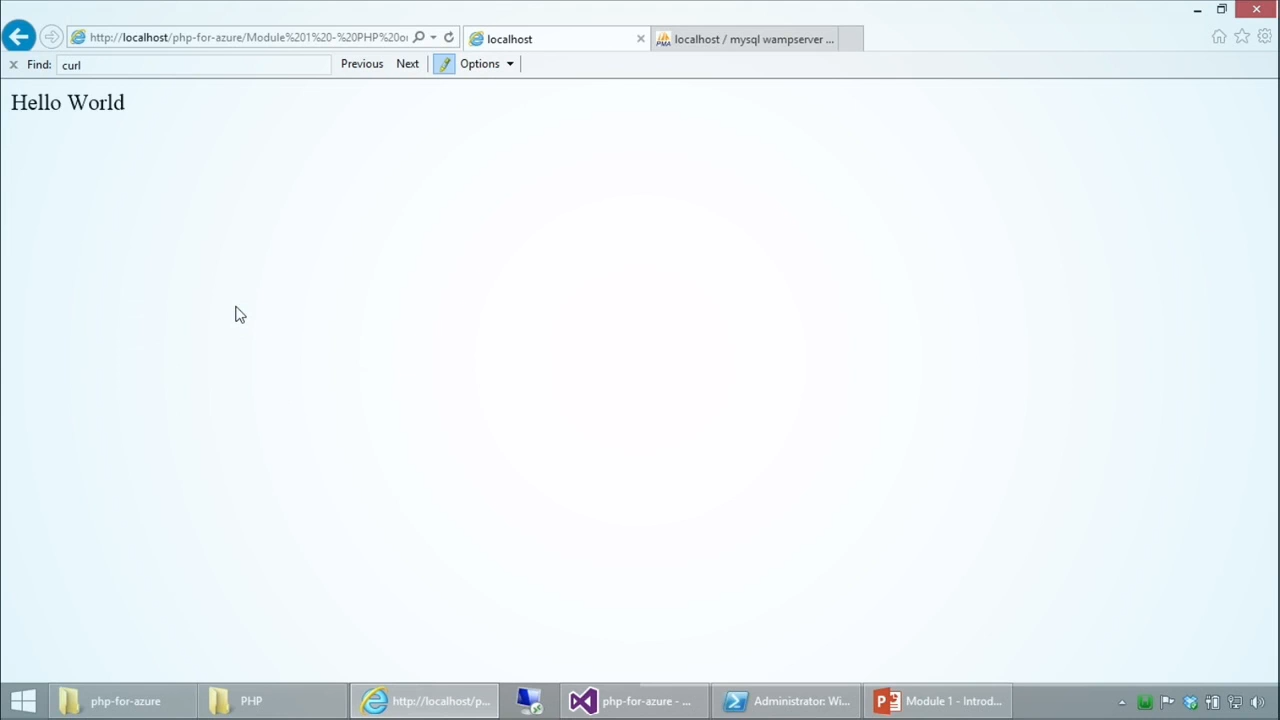 http://localhost/php-for-azure/Module%201%20-%20PHP%20o
localhost
localhost / mysql wampserver ...
Find:
curl
Previous
Next
Options
Hello World
php-for-azure
PHP
http://localhost/p...
php-for-azure - ...
Administrator: Wi...
Module 1 - Introd...